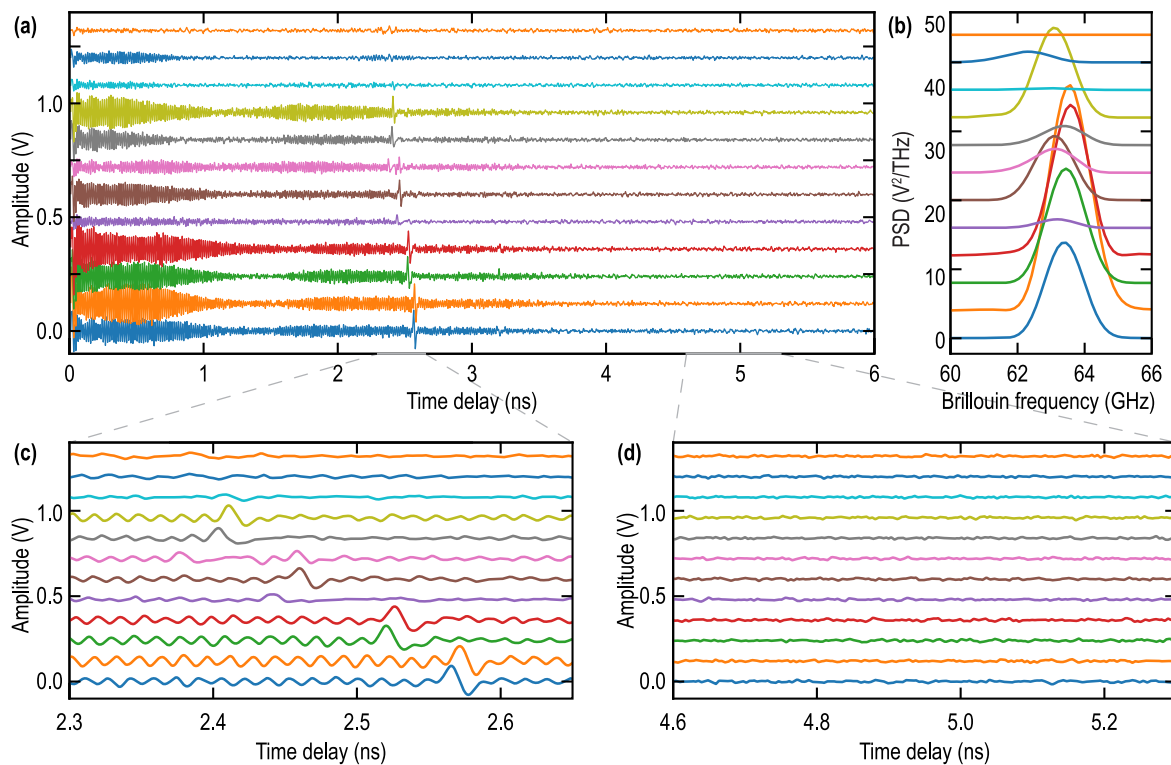 (a)
Amplitude (V)
1.0
0.5
0.0
0 1 2 3 4 5 6
Time delay (ns)
(b)
PSD (V²/THz)
50
40
30
20
10
0
60 62 64 66
Brillouin frequency (GHz)
(c)
Amplitude (V)
1.0
0.5
0.0
2.3 2.4 2.5 2.6
Time delay (ns)
(d)
Amplitude (V)
1.0
0.5
0.0
4.6 4.8 5.0 5.2
Time delay (ns)